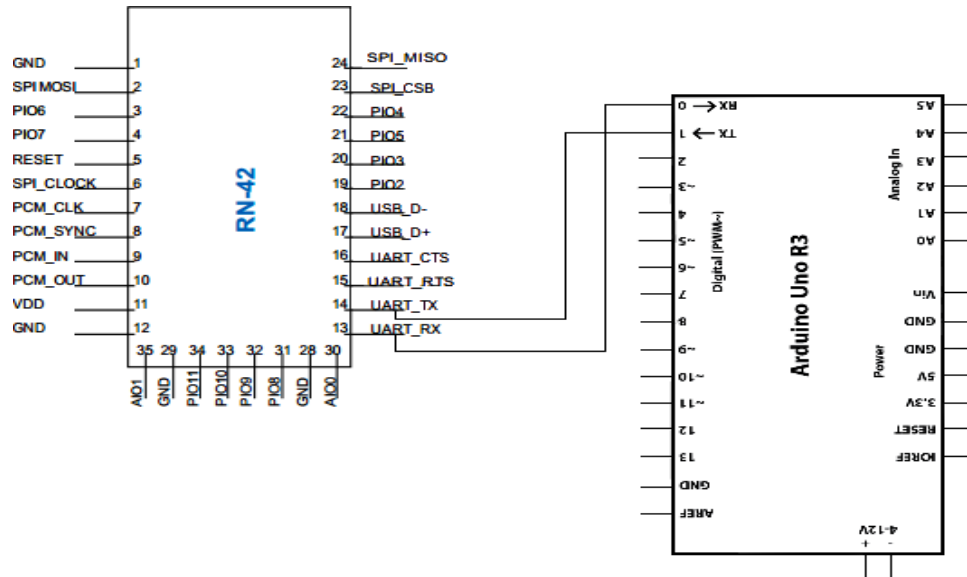 GND 1
SPI MOSI 2
PIO6 3
PIO7 4
RESET 5
SPI_CLOCK 6
PCM_CLK 7
PCM_SYNC 8
PCM_IN 9
PCM_OUT 10
VDD 11
GND 12
RN-42
24 SPI_MISO
23 SPI_CSB
22 PIO4
21 PIO5
20 PIO3
19 PIO2
18 USB_D-
17 USB_D+
16 UART_CTS
15 UART_RTS
14 UART_TX
13 UART_RX
35 29 34 33 32 31 28 30
AIO1 GND PIO11 PIO10 PIO9 PIO8 GND AIO0
0 → RX
1 ← TX
2
~3
4
~5
~6
7
8
~9
~10
~11
12
13
GND
AREF
Digital (PWM~)
Arduino Uno R3
Analog In
Power
A5
A4
A3
A2
A1
A0
Vin
GND
GND
5V
3.3V
RESET
IOREF
4-12V
+ -